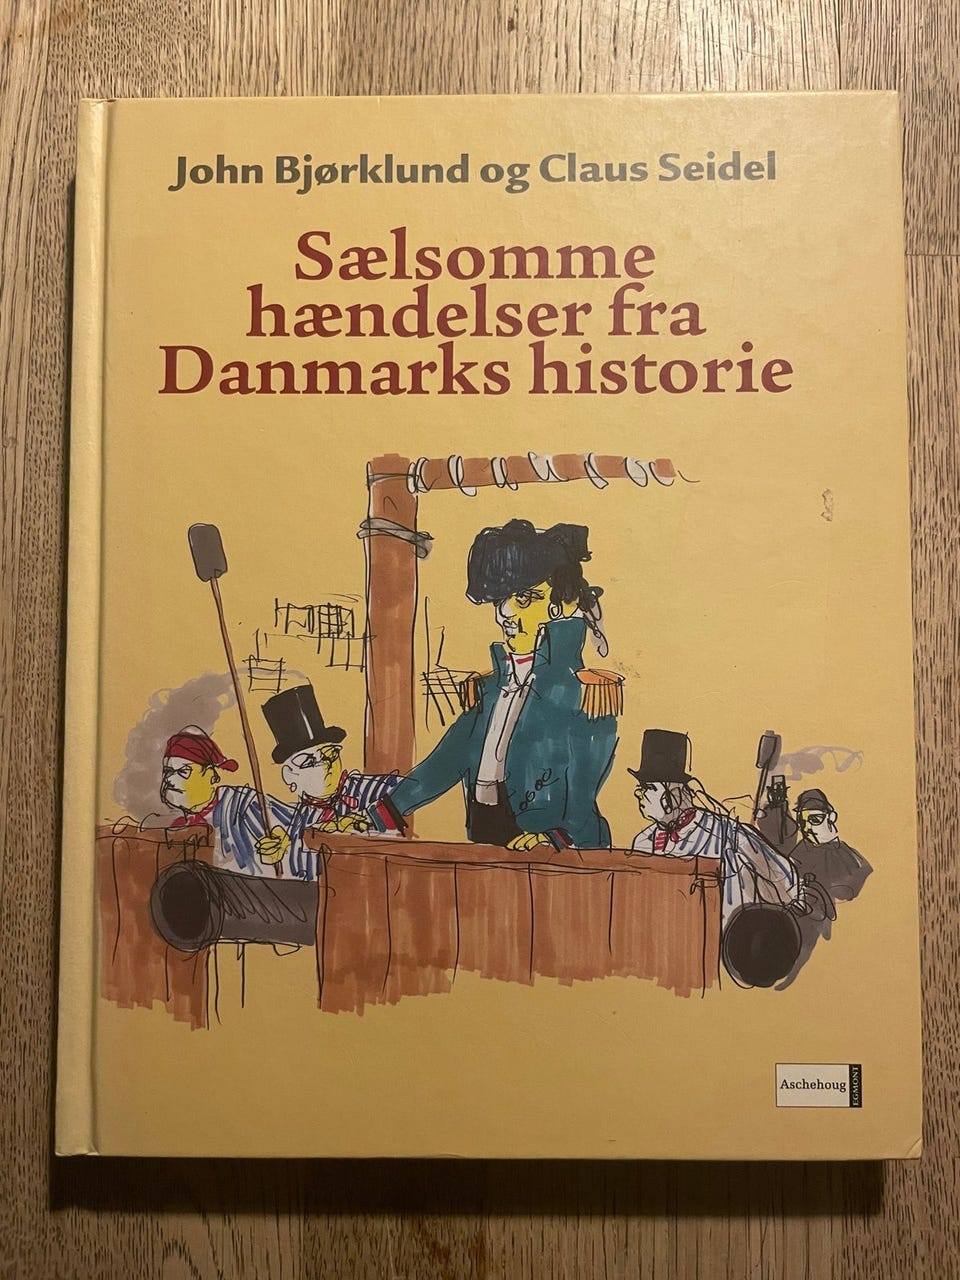 John Bjørklund og Claus Seidel
Sælsomme
hændelser fra
Danmarks historie
Aschehoug
EGMONT